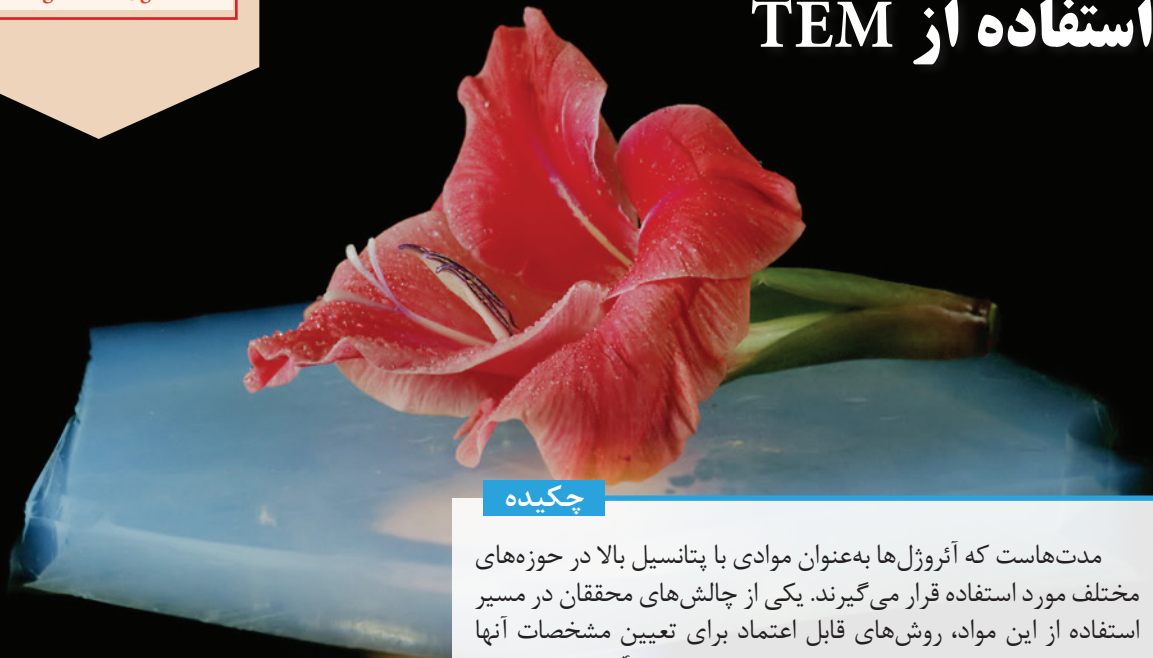 استفاده از TEM
چکیده
مدت‌هاست که آئروژل‌ها به‌عنوان موادی با پتانسیل بالا در حوزه‌های
مختلف مورد استفاده قرار می‌گیرند. یکی از چالش‌های محققان در مسیر
استفاده از این مواد، روش‌های قابل اعتماد برای تعیین مشخصات آنها